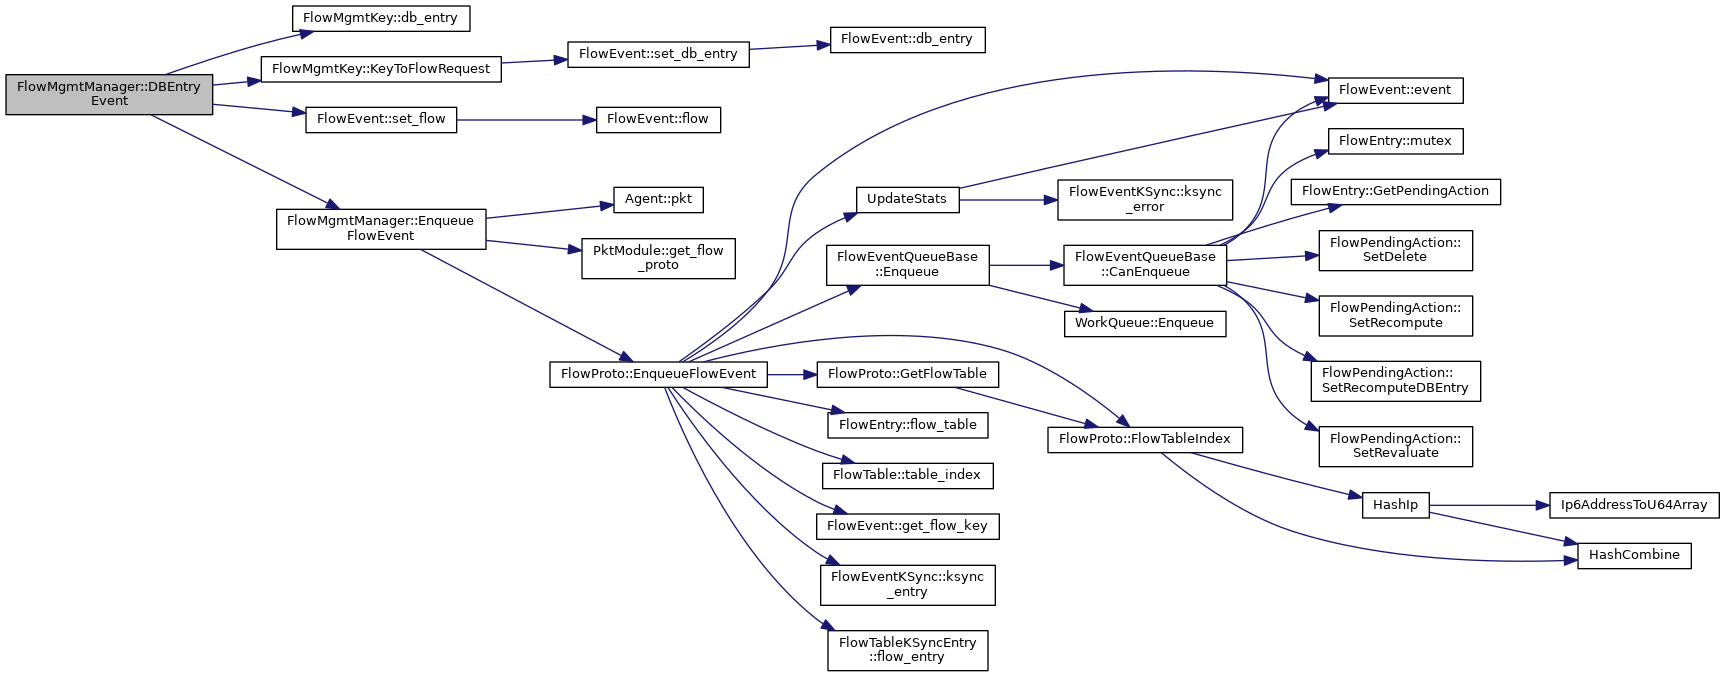 FlowMgmtManager::DBEntry
Event
FlowMgmtKey::db_entry
FlowMgmtKey::KeyToFlowRequest
FlowEvent::set_db_entry
FlowEvent::db_entry
FlowEvent::set_flow
FlowEvent::flow
FlowMgmtManager::Enqueue
FlowEvent
Agent::pkt
PktModule::get_flow
_proto
FlowProto::EnqueueFlowEvent
UpdateStats
FlowEvent::event
FlowEventKSync::ksync
_error
FlowEventQueueBase
::Enqueue
FlowEventQueueBase
::CanEnqueue
WorkQueue::Enqueue
FlowEntry::mutex
FlowEntry::GetPendingAction
FlowPendingAction::
SetDelete
FlowPendingAction::
SetRecompute
FlowPendingAction::
SetRecomputeDBEntry
FlowPendingAction::
SetRevaluate
FlowProto::GetFlowTable
FlowEntry::flow_table
FlowProto::FlowTableIndex
FlowTable::table_index
FlowEvent::get_flow_key
FlowEventKSync::ksync
_entry
FlowTableKSyncEntry
::flow_entry
HashIp
Ip6AddressToU64Array
HashCombine